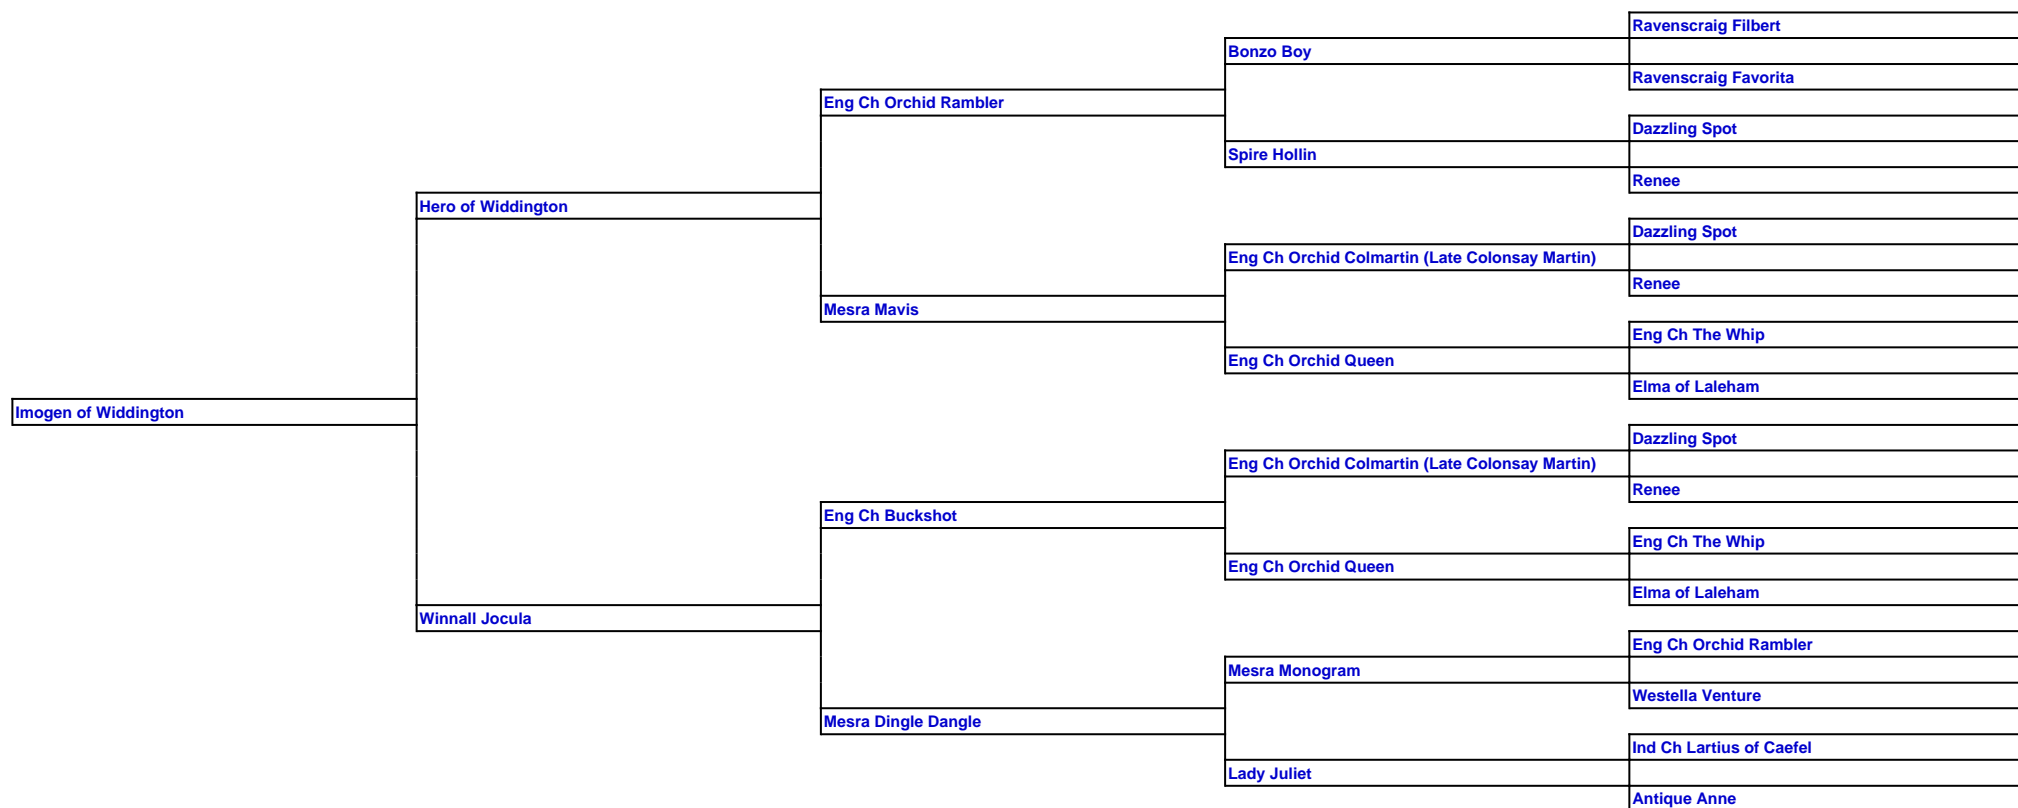 Ravenscraig Filbert
Bonzo Boy
Ravenscraig Favorita
Eng Ch Orchid Rambler
Dazzling Spot
Spire Hollin
Renee
Hero of Widdington
Dazzling Spot
Eng Ch Orchid Colmartin (Late Colonsay Martin)
Renee
Mesra Mavis
Eng Ch The Whip
Eng Ch Orchid Queen
Elma of Laleham
Imogen of Widdington
Dazzling Spot
Eng Ch Orchid Colmartin (Late Colonsay Martin)
Renee
Eng Ch Buckshot
Eng Ch The Whip
Eng Ch Orchid Queen
Elma of Laleham
Winnall Jocula
Eng Ch Orchid Rambler
Mesra Monogram
Westella Venture
Mesra Dingle Dangle
Ind Ch Lartius of Caefel
Lady Juliet
Antique Anne